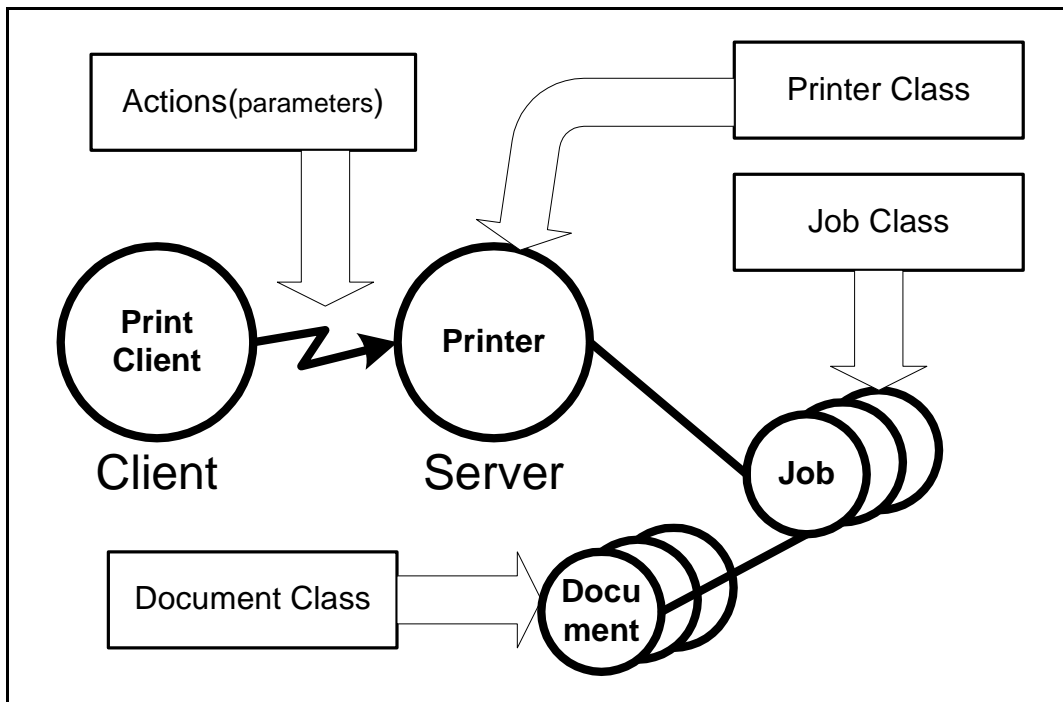 Actions(parameters)
Printer Class
Job Class
Print
Client
Printer
Client
Server
Job
Document Class
Docu
ment